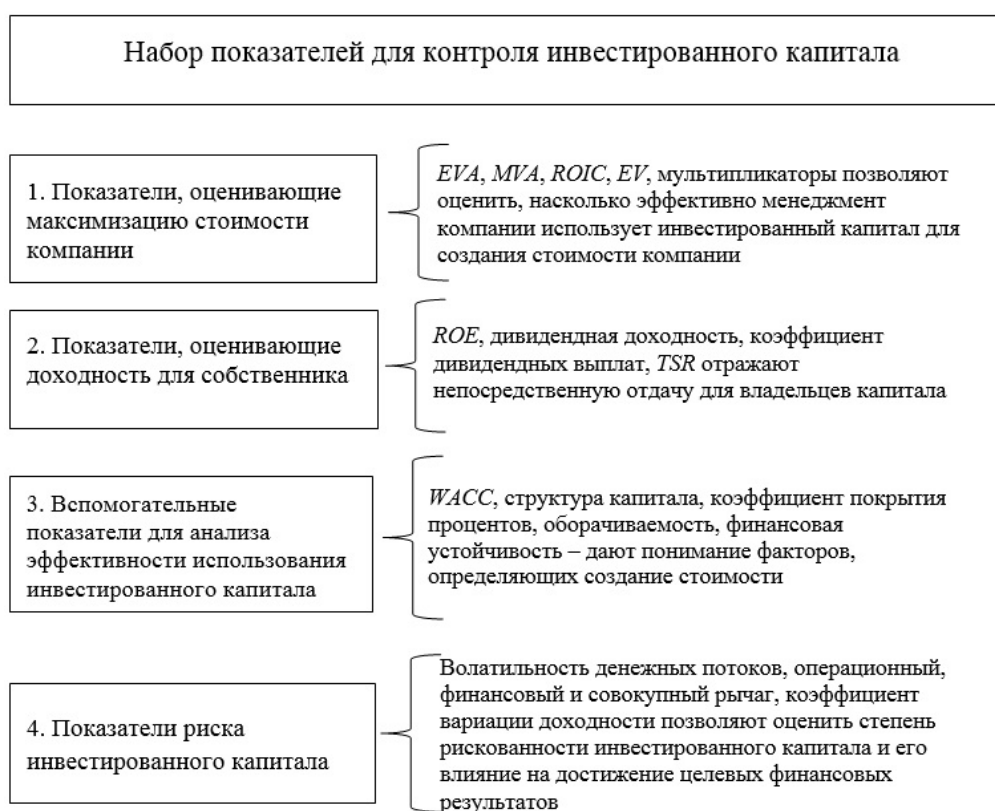 Набор показателей для контроля инвестированного капитала
1. Показатели, оценивающие
максимизацию стоимости
компании
EVA, MVA, ROIC, EV, мультипликаторы позволяют
оценить, насколько эффективно менеджмент
компании использует инвестированный капитал для
создания стоимости компании
2. Показатели, оценивающие
доходность для собственника
ROE, дивидендная доходность, коэффициент
дивидендных выплат, TSR отражают
непосредственную отдачу для владельцев капитала
3. Вспомогательные
показатели для анализа
эффективности использования
инвестированного капитала
WACC, структура капитала, коэффициент покрытия
процентов, оборачиваемость, финансовая
устойчивость – дают понимание факторов,
определяющих создание стоимости
4. Показатели риска
инвестированного капитала
Волатильность денежных потоков, операционный,
финансовый и совокупный рычаг, коэффициент
вариации доходности позволяют оценить степень
рискованности инвестированного капитала и его
влияние на достижение целевых финансовых
результатов